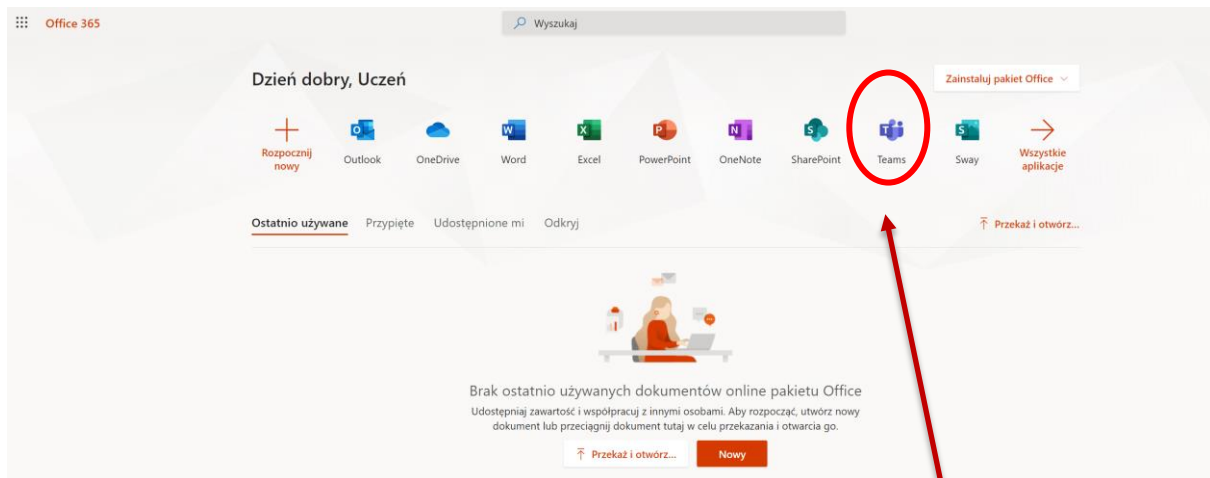 Office 365
Wyszukaj
Dzień dobry, Uczeń
Zainstaluj pakiet Office
Rozpocznij
nowy
Outlook
OneDrive
Word
Excel
PowerPoint
OneNote
SharePoint
Teams
Sway
Wszystkie
aplikacje
Ostatnio używane Przypięte Udostępnione mi Odkryj
Przekaż i otwórz...
Brak ostatnio używanych dokumentów online pakietu Office
Udostępniaj zawartość i współpracuj z innymi osobami. Aby rozpocząć, utwórz nowy
dokument lub przeciągnij dokument tutaj w celu przekazania i otwarcia go.
Przekaż i otwórz...
Nowy